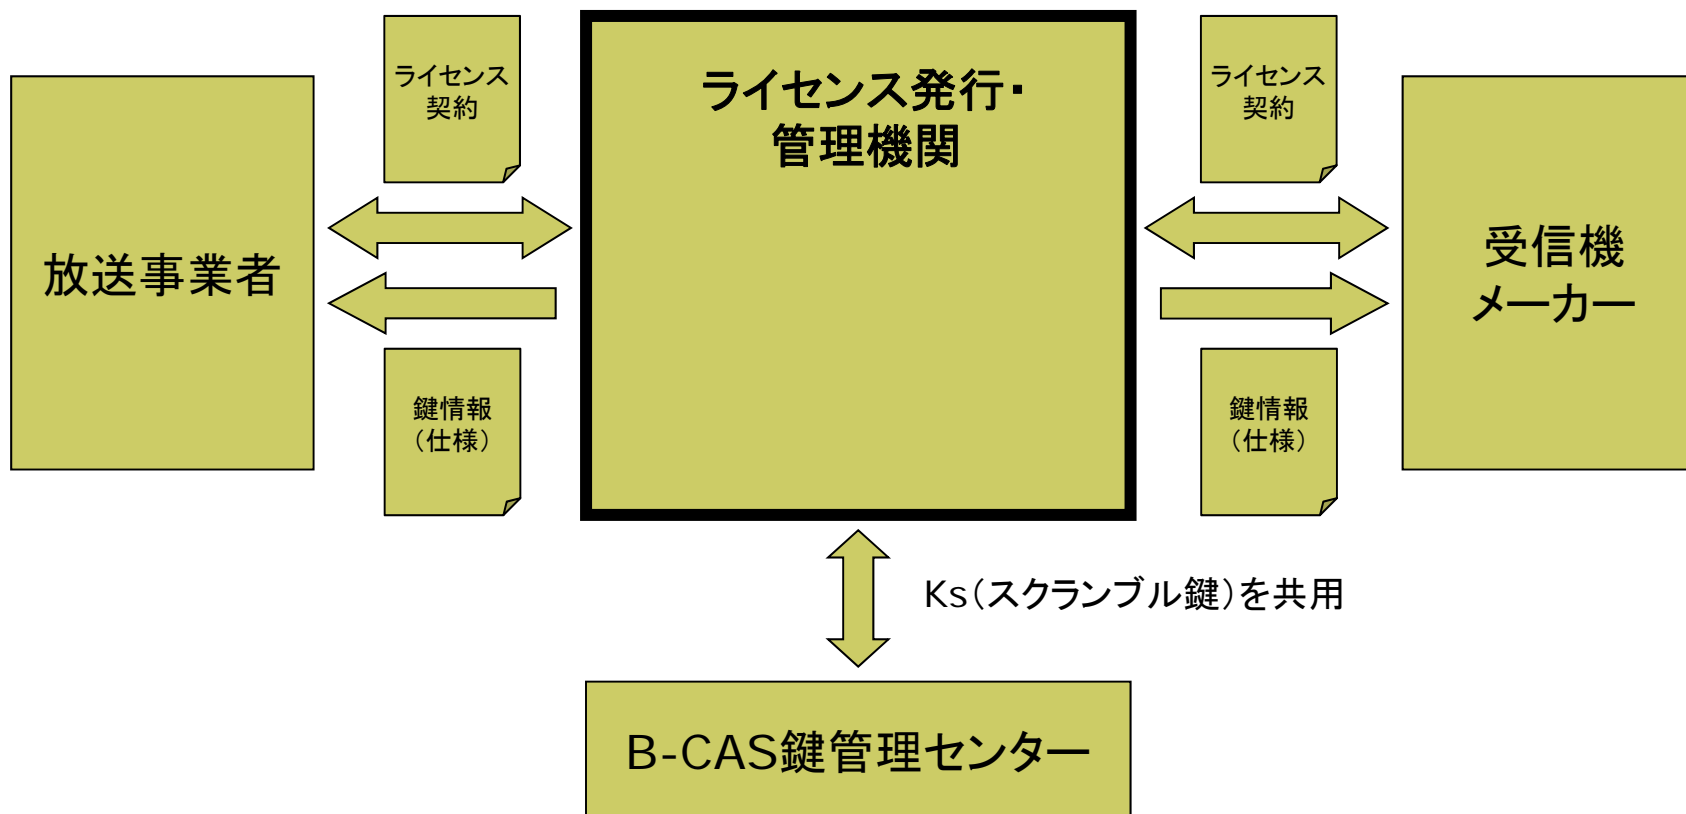 ライセンス
契約
ライセンス発行・
管理機関
ライセンス
契約
放送事業者
受信機
メーカー
鍵情報
（仕様）
鍵情報
（仕様）
Ks（スクランブル鍵）を共用
B-CAS鍵管理センター